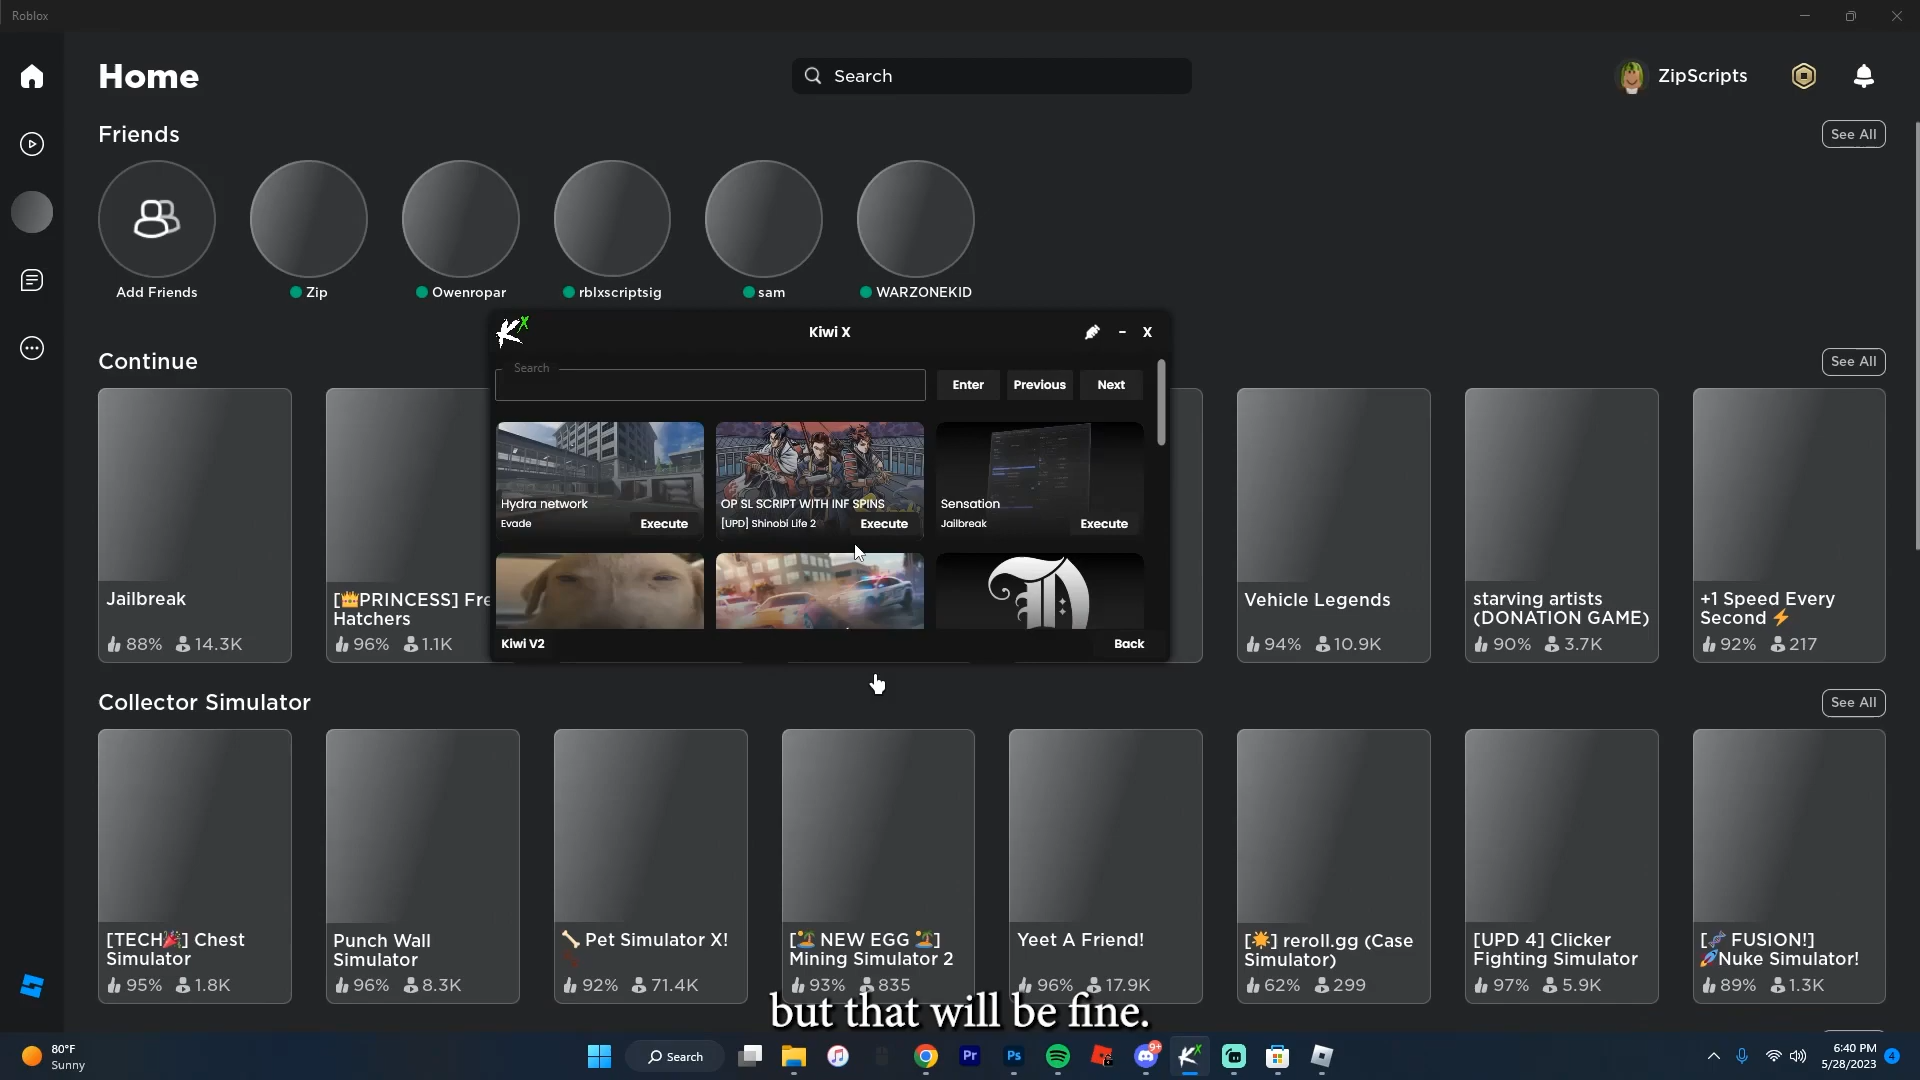 Roblox
Home
Search
ZipScripts
Friends
See All
Add Friends
Zip
Owenropar
rblxscriptsig
sam
WARZONEKID
Continue
See All
Kiwi X
- X
Search
Enter
Previous
Next
Hydra network
Evade
Execute
OP SL SCRIPT WITH INF SPINS
[UPD] Shinobi Life 2
Execute
Sensation
Jailbreak
Execute
Kiwi V2
Back
Jailbreak
88% 14.3K
[👑PRINCESS] Fre
Hatchers
96% 1.1K
Vehicle Legends
94% 10.9K
starving artists
(DONATION GAME)
90% 3.7K
+1 Speed Every
Second ⚡
92% 217
Collector Simulator
See All
[TECH🎉] Chest
Simulator
95% 1.8K
Punch Wall
Simulator
96% 8.3K
🦴 Pet Simulator X!
92% 71.4K
[🏝️ NEW EGG 🏝️]
Mining Simulator 2
93% 835
Yeet A Friend!
96% 17.9K
[🌟] reroll.gg (Case
Simulator)
62% 299
[UPD 4] Clicker
Fighting Simulator
97% 5.9K
[🧬 FUSION!]
🚀Nuke Simulator!
89% 1.3K
but that will be fine.
80°F
Sunny
Search
Pr
Ps
9+
6:40 PM
5/28/2023
4